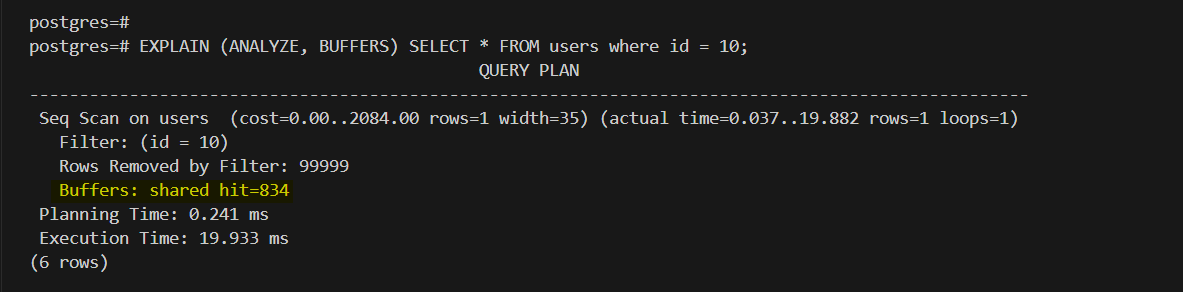 postgres=#
postgres=# EXPLAIN (ANALYZE, BUFFERS) SELECT * FROM users where id = 10;
QUERY PLAN
----------------------------------------------------------------------------------------------------
Seq Scan on users  (cost=0.00..2084.00 rows=1 width=35) (actual time=0.037..19.882 rows=1 loops=1)
Filter: (id = 10)
Rows Removed by Filter: 99999
Buffers: shared hit=834
Planning Time: 0.241 ms
Execution Time: 19.933 ms
(6 rows)